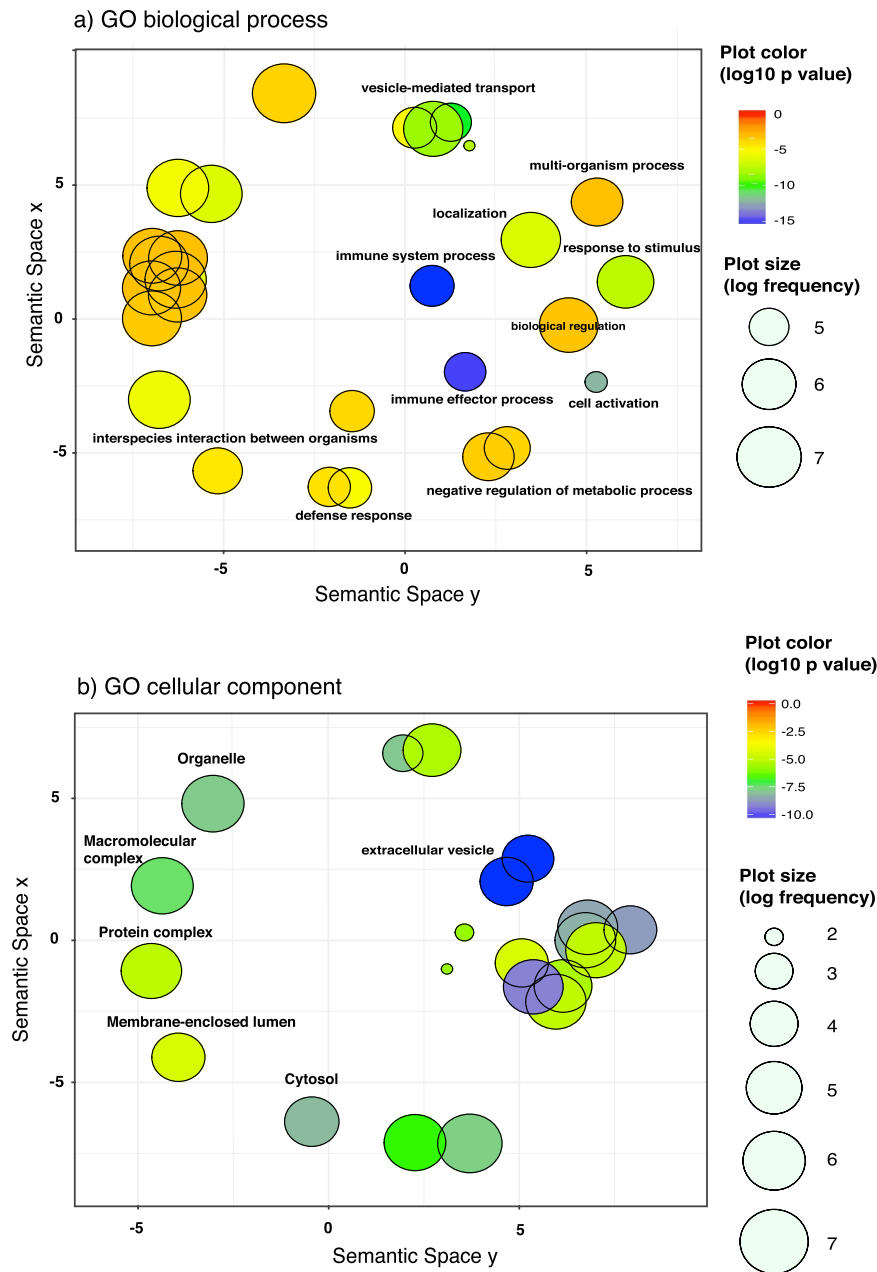 a) GO biological process
Plot color
(log10 p value)
vesicle-mediated transport
0
-5
-10
-15
multi-organism process
5
localization
response to stimulus
immune system process
Plot size
(log frequency)
Semantic Space x
0
biological regulation
5
immune effector process
cell activation
6
interspecies interaction between organisms
-5
7
negative regulation of metabolic process
defense response
-5
0
5
Semantic Space y
Plot color
(log10 p value)
b) GO cellular component
0.0
-2.5
-5.0
-7.5
-10.0
Organelle
5
Macromolecular
complex
extracellular vesicle
Plot size
(log frequency)
Protein complex
0
2
3
Semantic Space x
Membrane-enclosed lumen
4
-5
Cytosol
5
6
-5
0
5
7
Semantic Space y